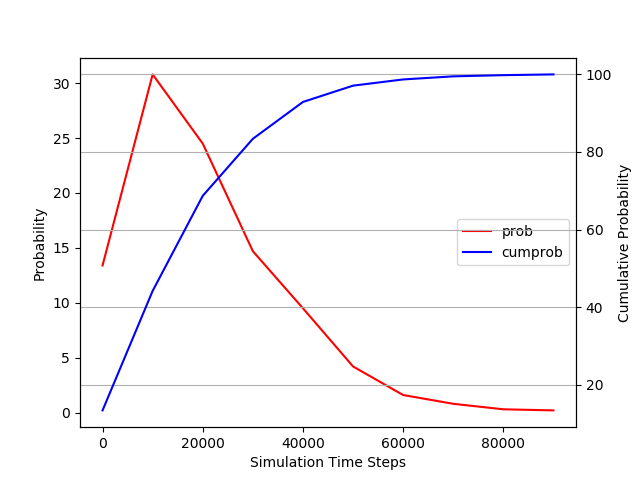 30
25
20
15
10
5
0
Probability
100
80
60
40
20
Cumulative Probability
prob
cumprob
0 20000 40000 60000 80000
Simulation Time Steps